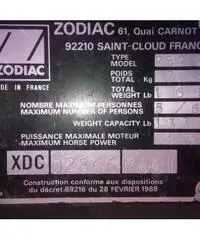 ZODIAC 61, Quai CARNOT
92210 SAINT-CLOUD FRANC
ZODIAC
MADE IN FRANCE
TYPE
MODEL
POIDS
TOTAL Kg
TOTAL
WEIGHT Lb
NOMBRE MAXIMUM PERSONNES
MAXIMUM NUMBER OF PERSONS
WEIGHT CAPACITY Lb
PUISSANCE MAXIMALE MOTEUR
MAXIMUM HORSE POWER
XDC
Construction conforme aux dispositions
du décret 69216 du 28 FEVRIER 1969